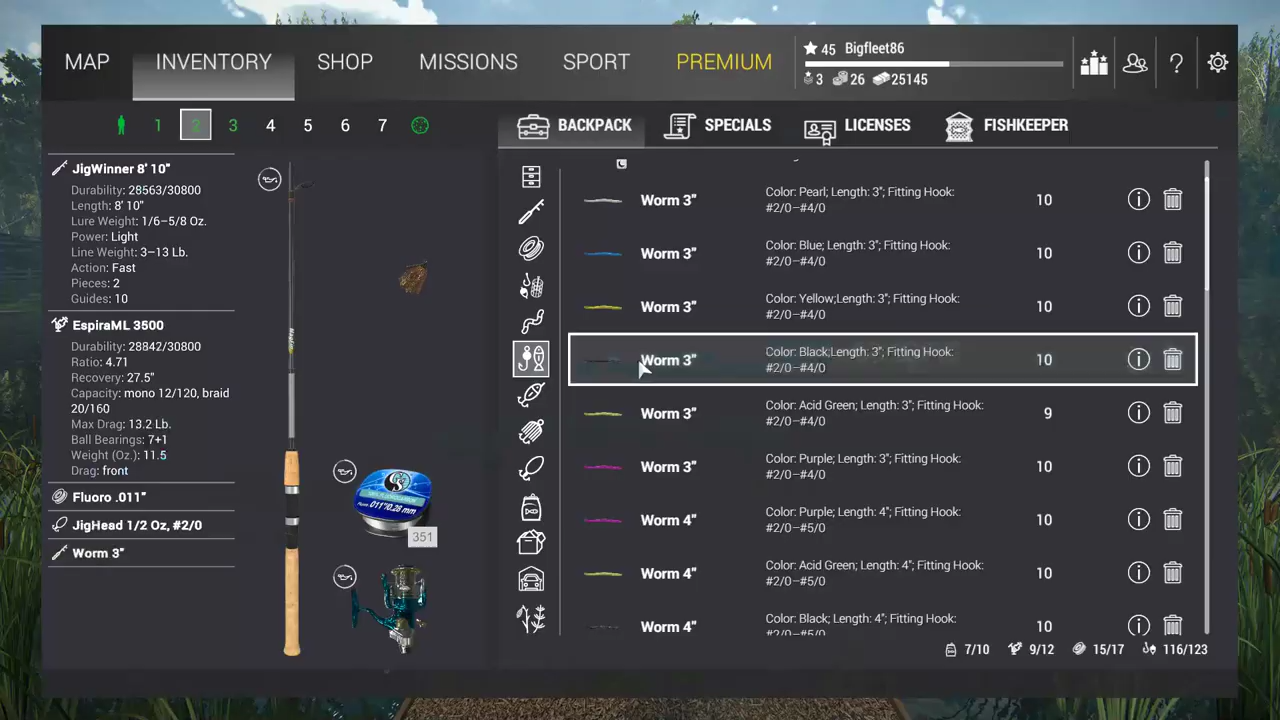 MAP INVENTORY SHOP MISSIONS SPORT PREMIUM
45 Bigfleet86
3 26 25145
1 2 3 4 5 6 7
BACKPACK SPECIALS LICENSES FISHKEEPER
JigWinner 8' 10"
Durability: 28563/30800
Length: 8' 10"
Lure Weight: 1/6–5/8 Oz.
Power: Light
Line Weight: 3–13 Lb.
Action: Fast
Pieces: 2
Guides: 10
EspiraML 3500
Durability: 28842/30800
Ratio: 4.71
Recovery: 27.5"
Capacity: mono 12/120, braid
20/160
Max Drag: 13.2 Lb.
Ball Bearings: 7+1
Weight (Oz.): 11.5
Drag: front
Fluoro .011"
JigHead 1/2 Oz, #2/0
Worm 3"
.011"/0.28 mm
351
Worm 3" Color: Pearl; Length: 3"; Fitting Hook: 10
#2/0–#4/0
Worm 3" Color: Blue; Length: 3"; Fitting Hook: 10
#2/0–#4/0
Worm 3" Color: Yellow;Length: 3"; Fitting Hook: 10
#2/0–#4/0
Worm 3" Color: Black;Length: 3"; Fitting Hook: 10
#2/0–#4/0
Worm 3" Color: Acid Green; Length: 3"; Fitting Hook: 9
#2/0–#4/0
Worm 3" Color: Purple; Length: 3"; Fitting Hook: 10
#2/0–#4/0
Worm 4" Color: Purple; Length: 4"; Fitting Hook: 10
#2/0–#5/0
Worm 4" Color: Acid Green; Length: 4"; Fitting Hook: 10
#2/0–#5/0
Worm 4" Color: Black; Length: 4"; Fitting Hook: 10
#2/0–#5/0
7/10 9/12 15/17 116/123